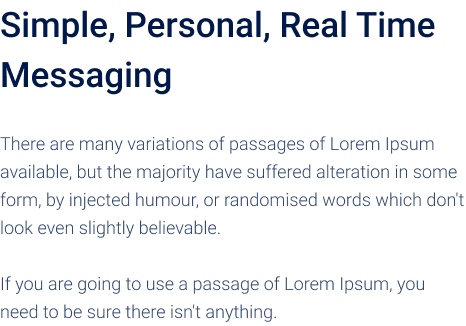 Simple, Personal, Real Time
Messaging
There are many variations of passages of Lorem Ipsum
available, but the majority have suffered alteration in some
form, by injected humour, or randomised words which don't
look even slightly believable.
If you are going to use a passage of Lorem Ipsum, you
need to be sure there isn't anything.